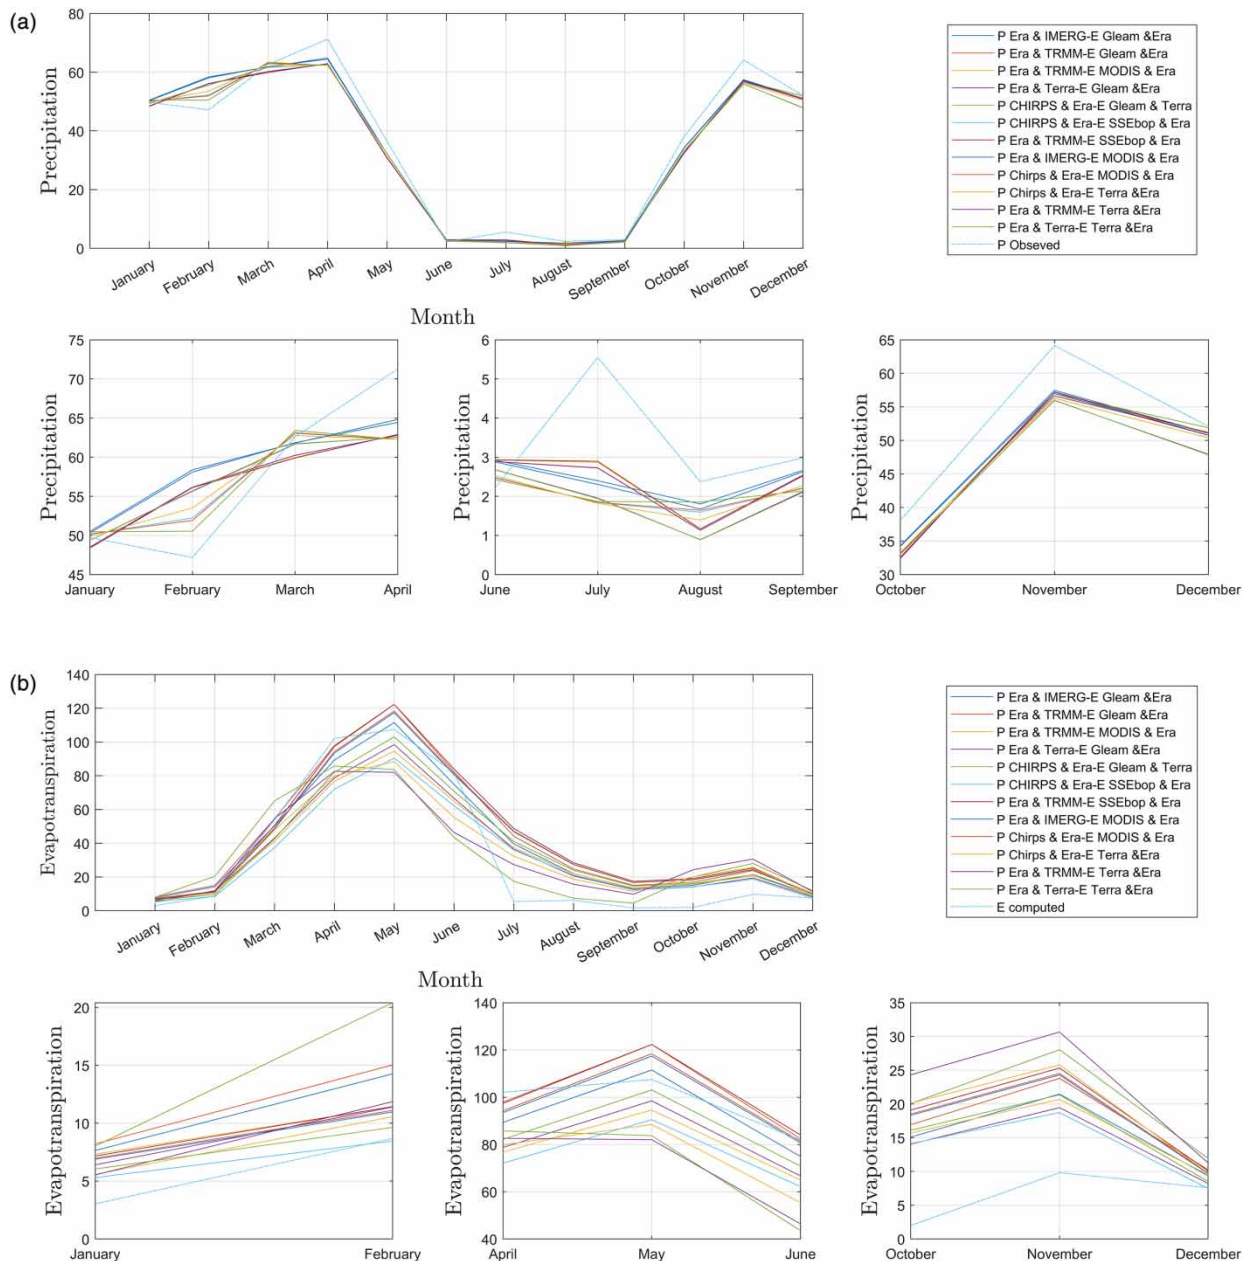 (a)
80
60
40
20
0
Precipitation
January
February
March
April
May
June
July
August
September
October
November
December
Month
P Era & IMERG-E Gleam &Era
P Era & TRMM-E Gleam &Era
P Era & TRMM-E MODIS & Era
P Era & Terra-E Gleam &Era
P CHIRPS & Era-E Gleam & Terra
P CHIRPS & Era-E SSEbop & Era
P Era & TRMM-E SSEbop & Era
P Era & IMERG-E MODIS & Era
P Chirps & Era-E MODIS & Era
P Chirps & Era-E Terra &Era
P Era & TRMM-E Terra &Era
P Era & Terra-E Terra &Era
P Obseved
75
70
65
60
55
50
45
Precipitation
January
February
March
April
6
5
4
3
2
1
0
Precipitation
June
July
August
September
65
60
55
50
45
40
35
30
Precipitation
October
November
December
(b)
140
120
100
80
60
40
20
0
Evapotranspiration
January
February
March
April
May
June
July
August
September
October
November
December
Month
P Era & IMERG-E Gleam &Era
P Era & TRMM-E Gleam &Era
P Era & TRMM-E MODIS & Era
P Era & Terra-E Gleam &Era
P CHIRPS & Era-E Gleam & Terra
P CHIRPS & Era-E SSEbop & Era
P Era & TRMM-E SSEbop & Era
P Era & IMERG-E MODIS & Era
P Chirps & Era-E MODIS & Era
P Chirps & Era-E Terra &Era
P Era & TRMM-E Terra &Era
P Era & Terra-E Terra &Era
E computed
20
15
10
5
0
Evapotranspiration
January
February
140
120
100
80
60
40
Evapotranspiration
April
May
June
35
30
25
20
15
10
5
0
Evapotranspiration
October
November
December